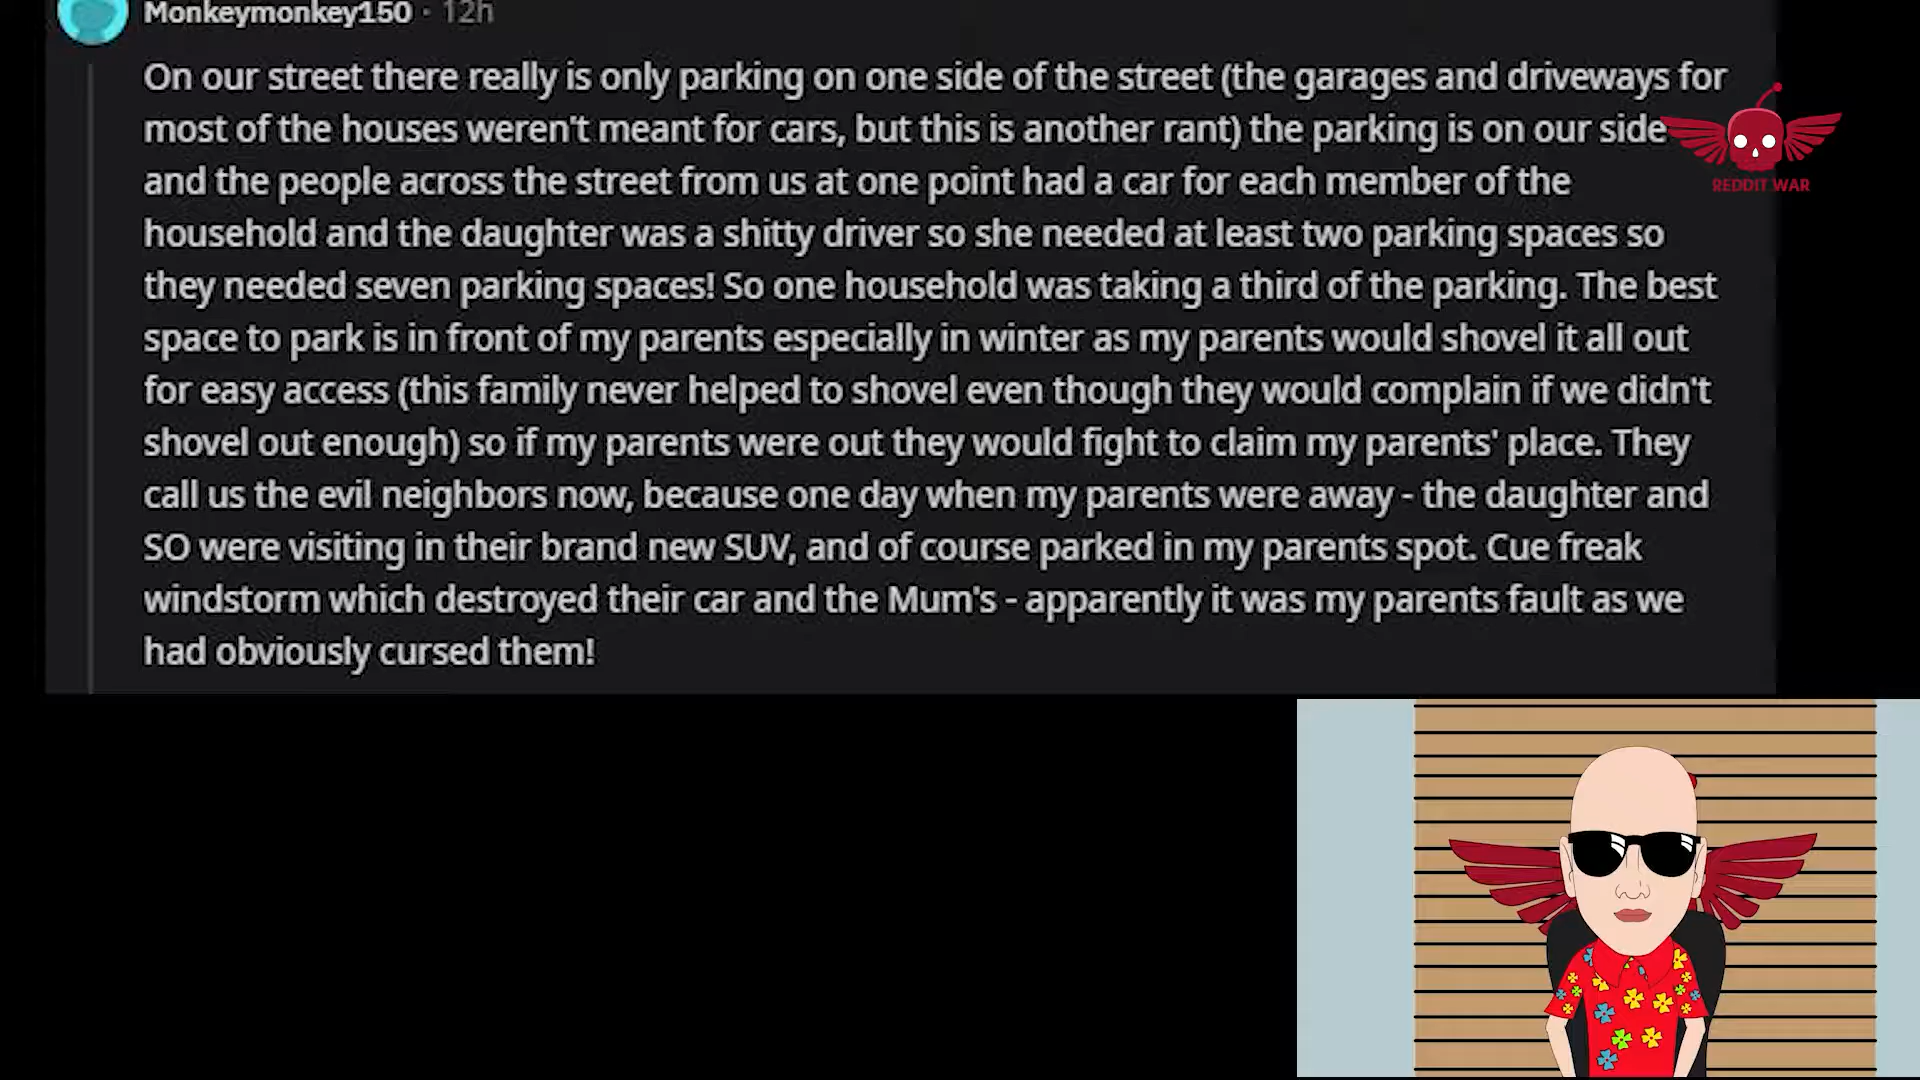 Monkeymonkey150 · 12h
On our street there really is only parking on one side of the street (the garages and driveways for
most of the houses weren't meant for cars, but this is another rant) the parking is on our side
and the people across the street from us at one point had a car for each member of the
household and the daughter was a shitty driver so she needed at least two parking spaces so
they needed seven parking spaces! So one household was taking a third of the parking. The best
space to park is in front of my parents especially in winter as my parents would shovel it all out
for easy access (this family never helped to shovel even though they would complain if we didn't
shovel out enough) so if my parents were out they would fight to claim my parents' place. They
call us the evil neighbors now, because one day when my parents were away - the daughter and
SO were visiting in their brand new SUV, and of course parked in my parents spot. Cue freak
windstorm which destroyed their car and the Mum's - apparently it was my parents fault as we
had obviously cursed them!
REDDIT WAR